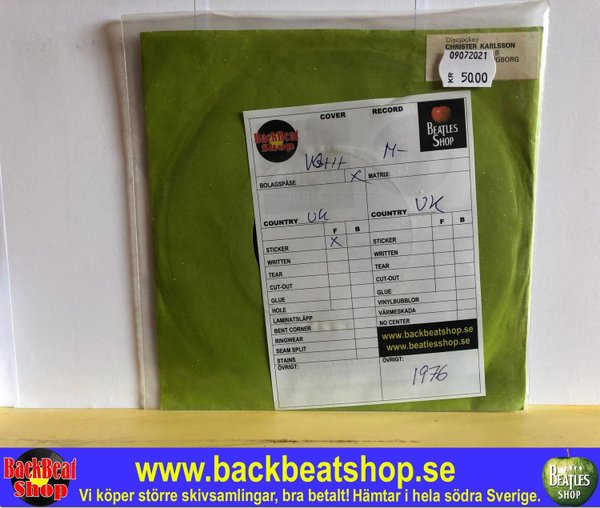 Discjockey
CHRISTER KARLSSON
09072021
KR 50.00
COVER
RECORD
BackBeat
Shop
BEATLES
SHOP
VG+++
M-
BOLAGSPÅSE X MATRIX:
COUNTRY UK
COUNTRY UK
F B
F B
STICKER X
STICKER
WRITTEN
WRITTEN
TEAR
TEAR
CUT-OUT
CUT-OUT
GLUE
GLUE
HOLE
VINYLBUBBLOR
LAMINATSLÄPP
VÄRMESKADA
BENT CORNER
NO CENTER
RINGWEAR
www.backbeatshop.se
SEAM SPLIT
www.beatlesshop.se
STAINS
ÖVRIGT:
ÖVRIGT:
1976
BackBeat
Shop
www.backbeatshop.se
Vi köper större skivsamlingar, bra betalt! Hämtar i hela södra Sverige.
BEATLES
SHOP